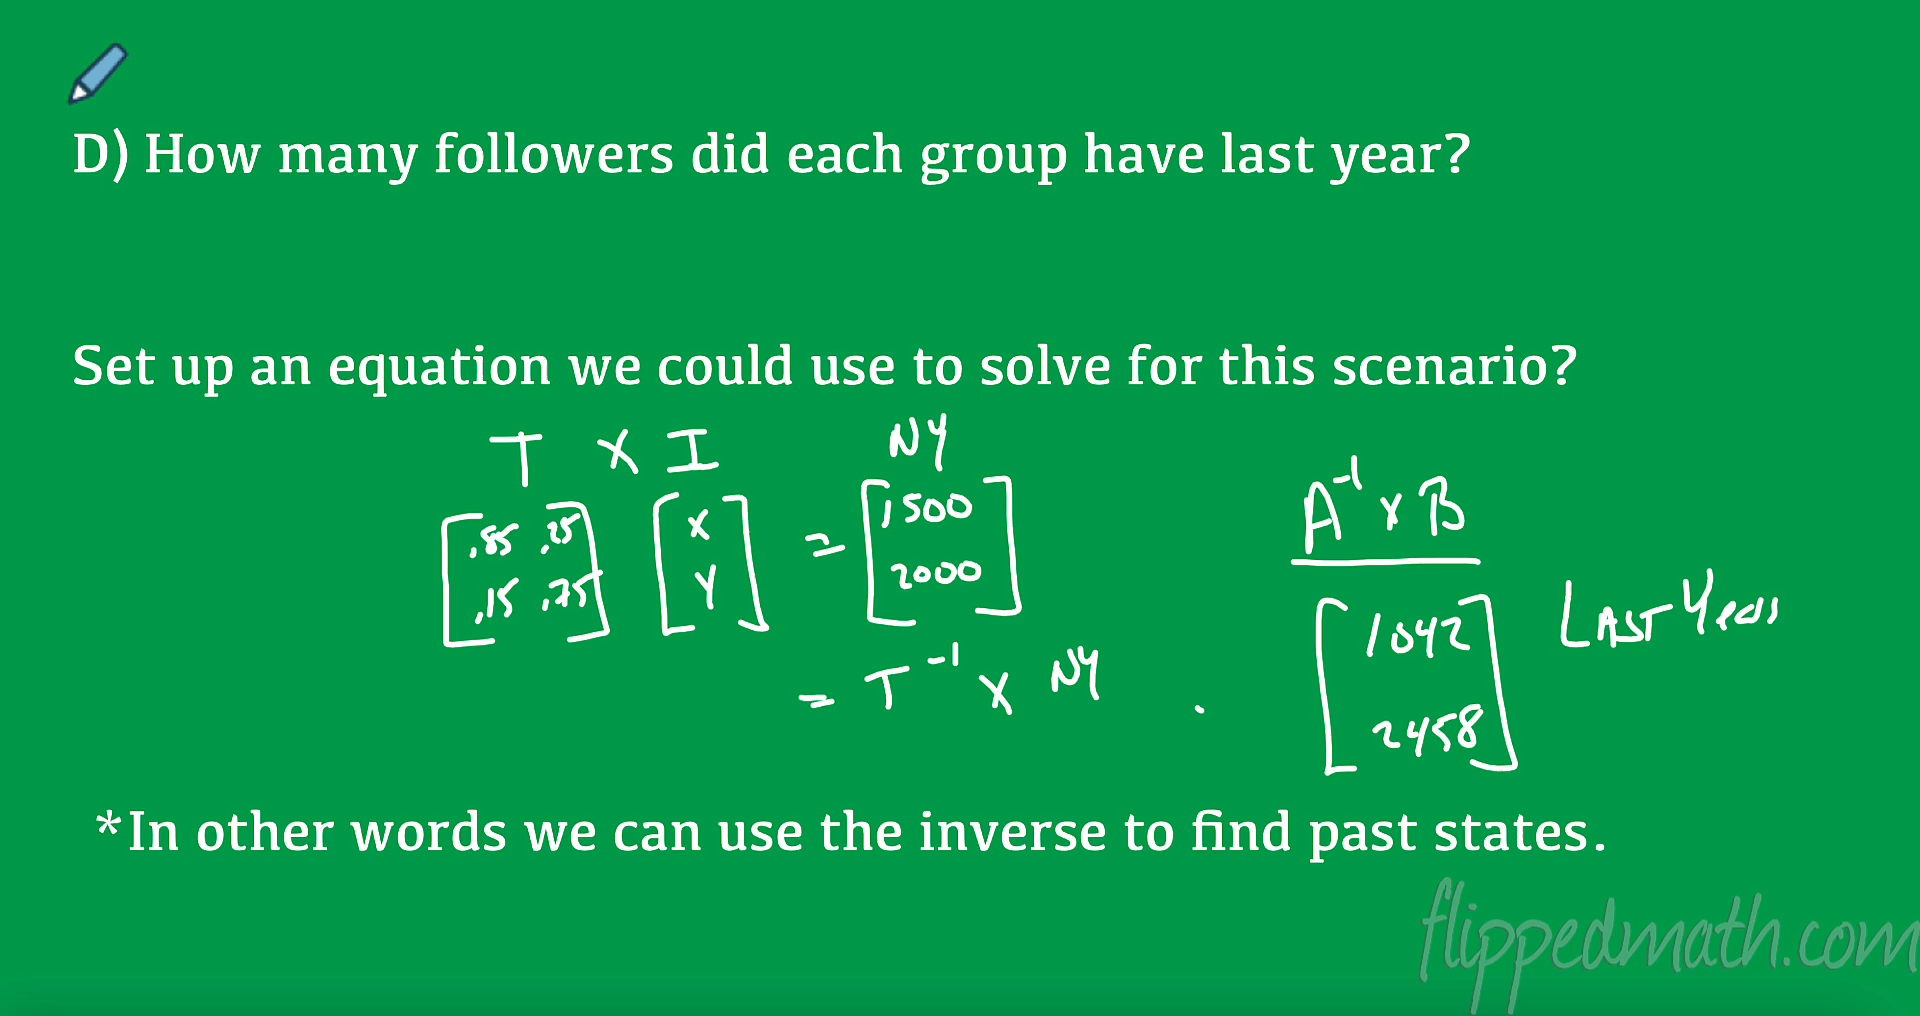 D) How many followers did each group have last year?
Set up an equation we could use to solve for this scenario?
T X I NY
[.85 .25 .15 .75] [X Y] = [1500 2000]
= T⁻¹ X NY .
A⁻¹ x B
[1042 2458] LAST Year
*In other words we can use the inverse to find past states.
flippedmath.com